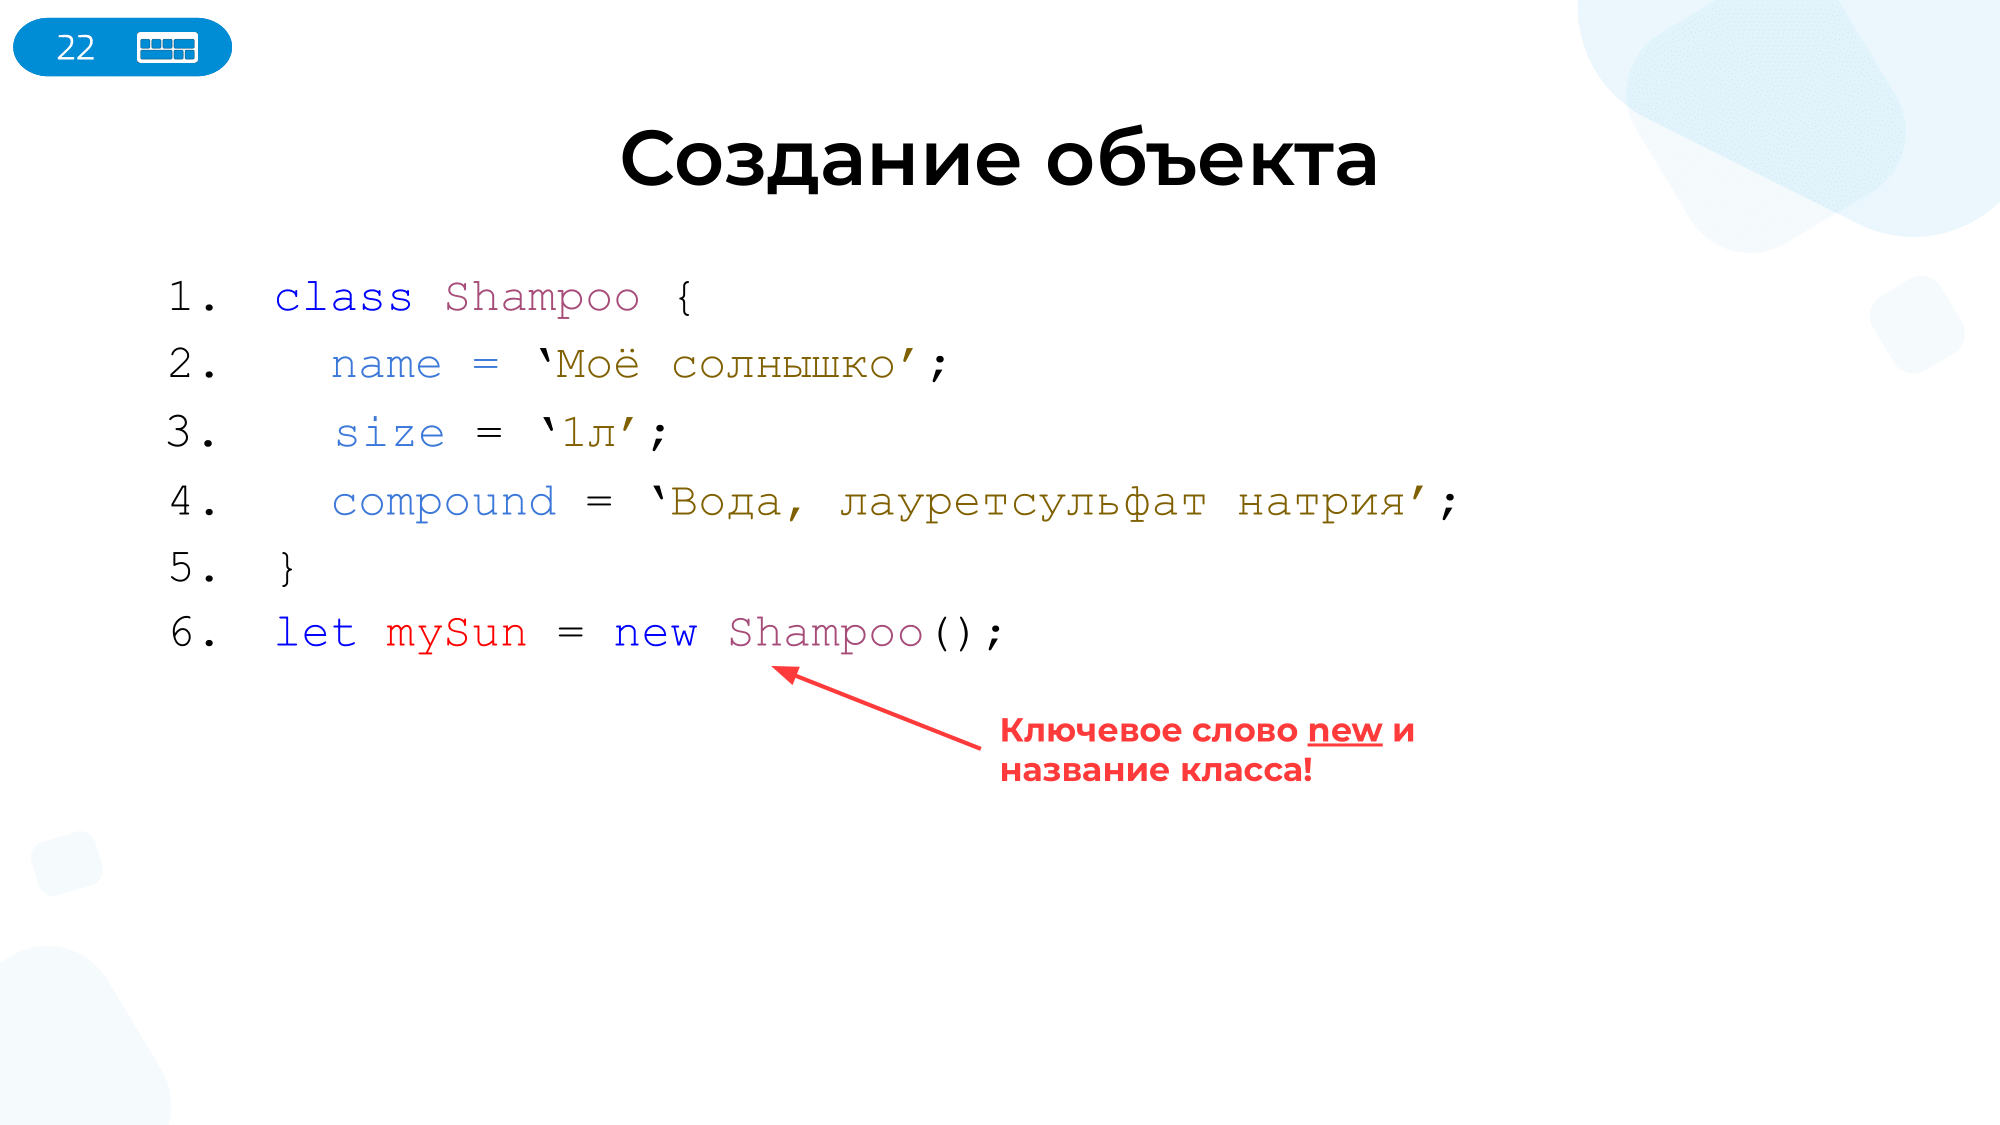 22
Создание объекта
1. class Shampoo {
2. name = ‘Моё солнышко’;
3. size = ‘1л’;
4. compound = ‘Вода, лауретсульфат натрия’;
5. }
6. let mySun = new Shampoo();
Ключевое слово new и
название класса!